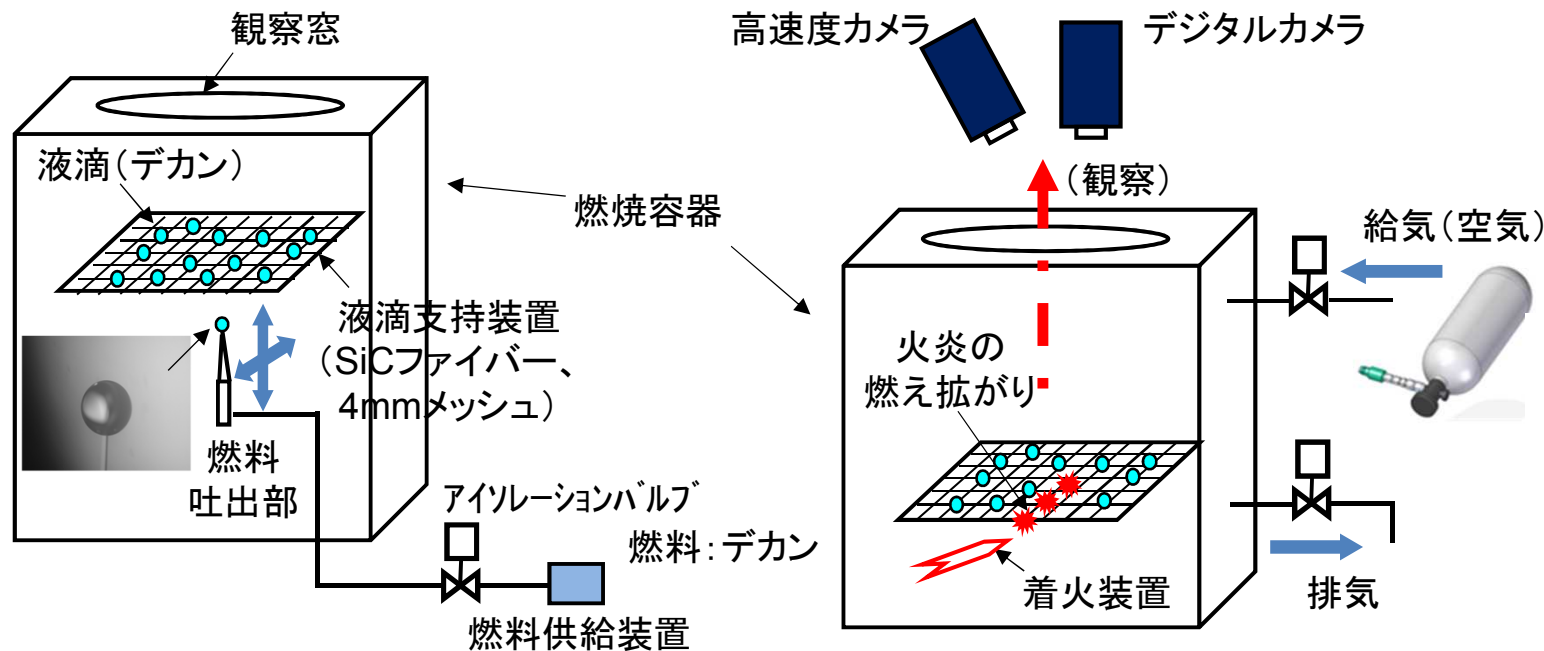 観察窓
液滴（デカン）
液滴支持装置
（SiCファイバー、
4mmメッシュ）
燃料
吐出部
アイソレーションバルブ
燃料：デカン
燃料供給装置
燃焼容器
高速度カメラ
デジタルカメラ
（観察）
給気（空気）
火炎の
燃え拡がり
着火装置
排気